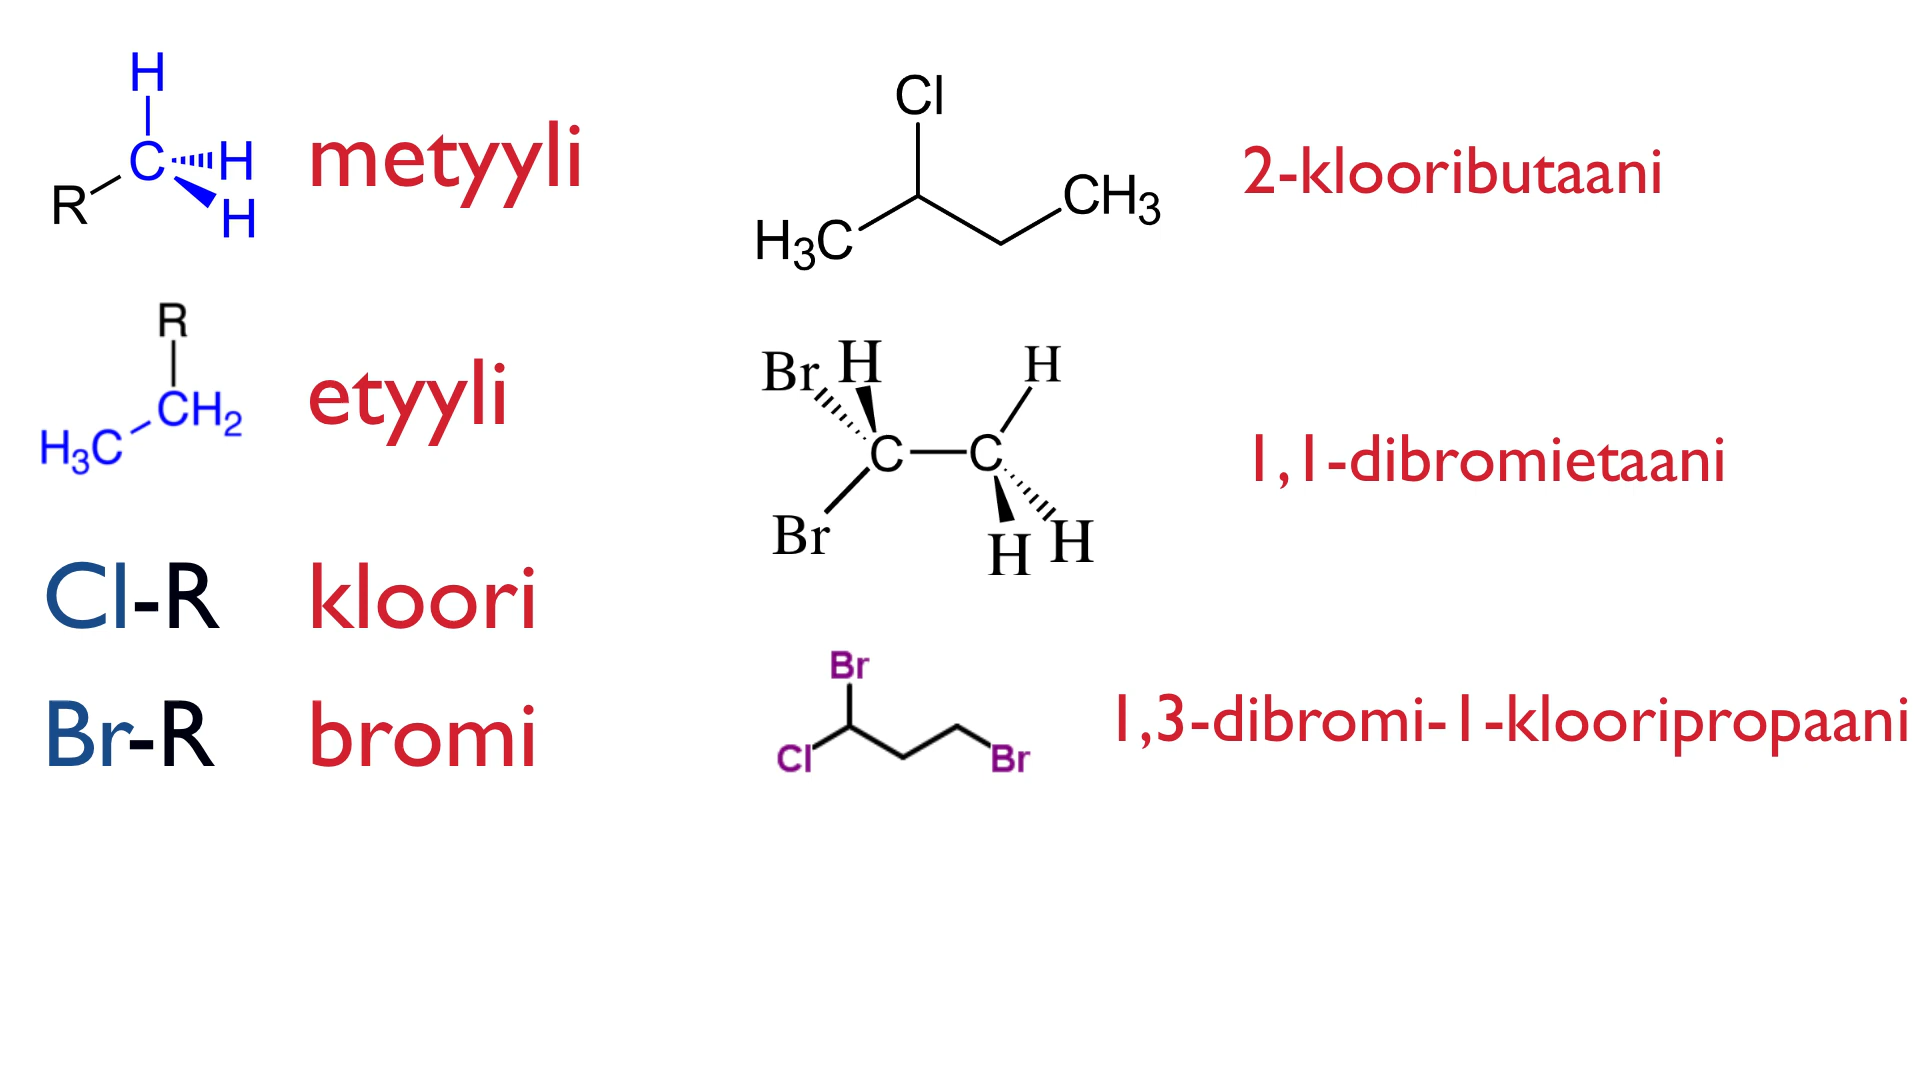 H
C H
R H
metyyli
Cl
H3C CH3
2-klooributaani
R
CH2
H3C
etyyli
Br H H
C C
Br H H
1,1-dibromietaani
Cl-R kloori
Br-R bromi
Br
Cl Br
1,3-dibromi-1-klooripropaani